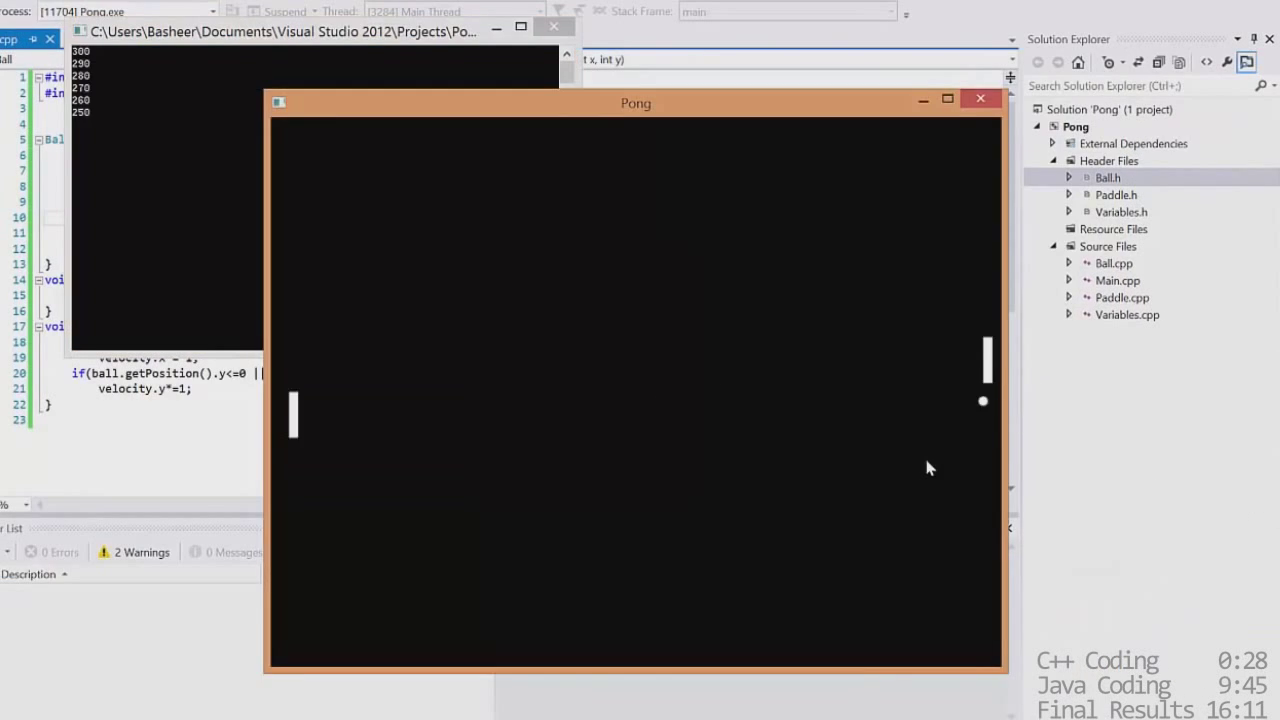 rocess: [11704] Pong.exe Suspend Thread: [3284] Main Thread Stack Frame: main
cpp
C:\Users\Basheer\Documents\Visual Studio 2012\Projects\Po...
Solution Explorer
Ball
t x, int y)
300
290
280
270
260
250
Search Solution Explorer (Ctrl+;)
Solution 'Pong' (1 project)
Pong
External Dependencies
Header Files
Ball.h
Paddle.h
Variables.h
Resource Files
Source Files
Ball.cpp
Main.cpp
Paddle.cpp
Variables.cpp
Pong
1 #in
2 #in
3
4
5 Bal
6
7
8
9
10
11
12
13 }
14 voi
15
16 }
17 voi
18
19
20 if(ball.getPosition().y<=0 ||
21 velocity.y*=1;
22 }
23
%
r List
0 Errors 2 Warnings 0 Messages
Description
C++ Coding 0:28
Java Coding 9:45
Final Results 16:11